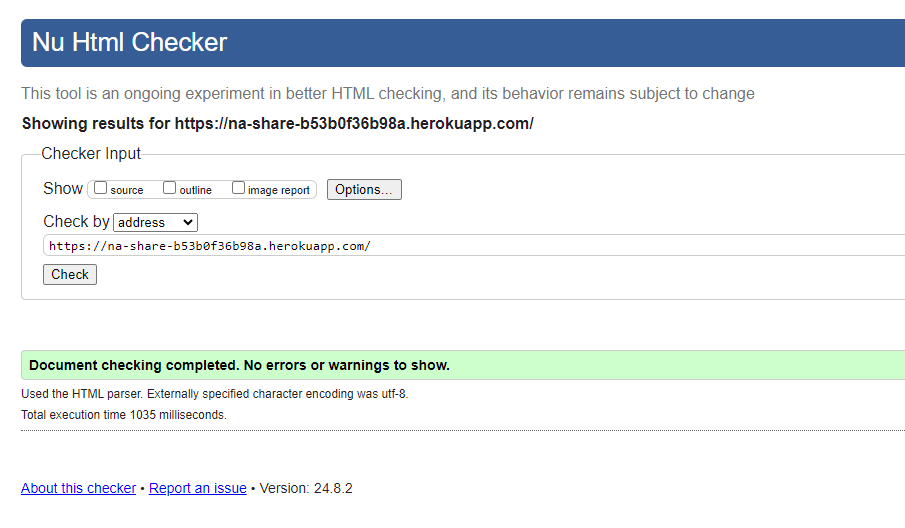 Nu Html Checker
This tool is an ongoing experiment in better HTML checking, and its behavior remains subject to change
Showing results for https://na-share-b53b0f36b98a.herokuapp.com/
Checker Input
Show source outline image report Options...
Check by address
https://na-share-b53b0f36b98a.herokuapp.com/
Check
Document checking completed. No errors or warnings to show.
Used the HTML parser. Externally specified character encoding was utf-8.
Total execution time 1035 milliseconds.
About this checker • Report an issue • Version: 24.8.2